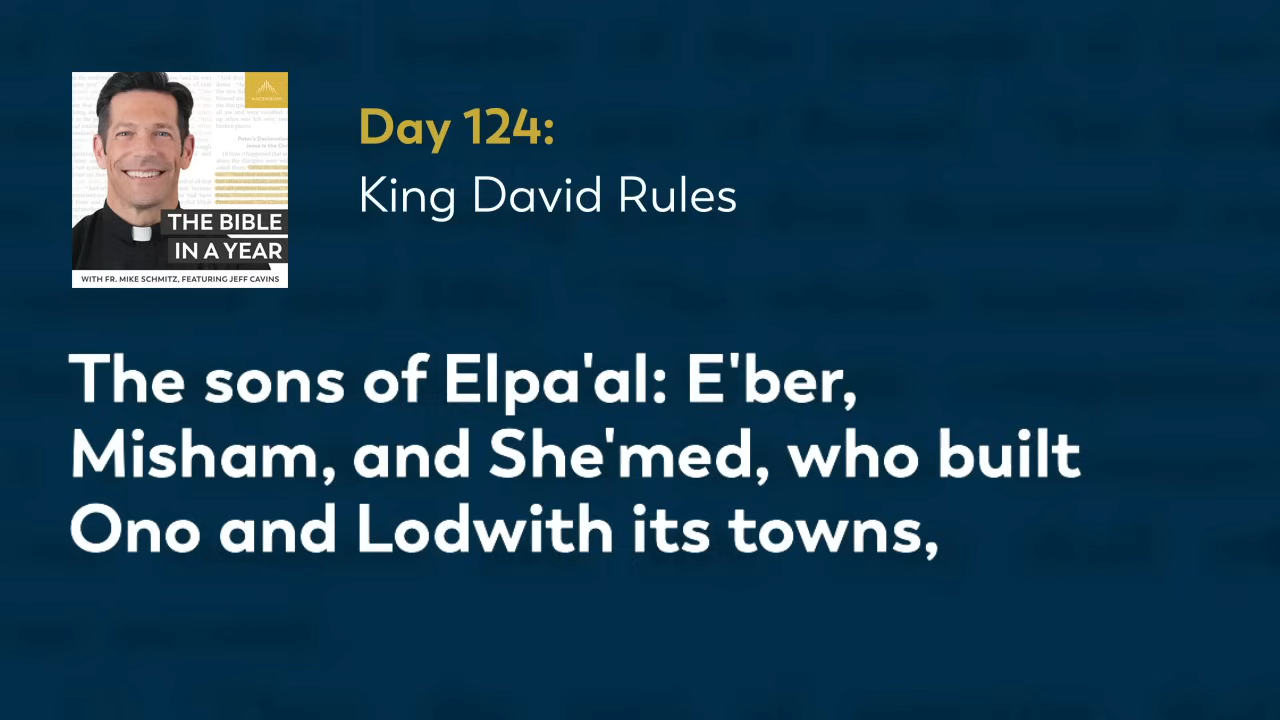 THE BIBLE
IN A YEAR
WITH FR. MIKE SCHMITZ, FEATURING JEFF CAVINS
Day 124:
King David Rules
The sons of Elpa'al: E'ber,
Misham, and She'med, who built
Ono and Lodwith its towns,